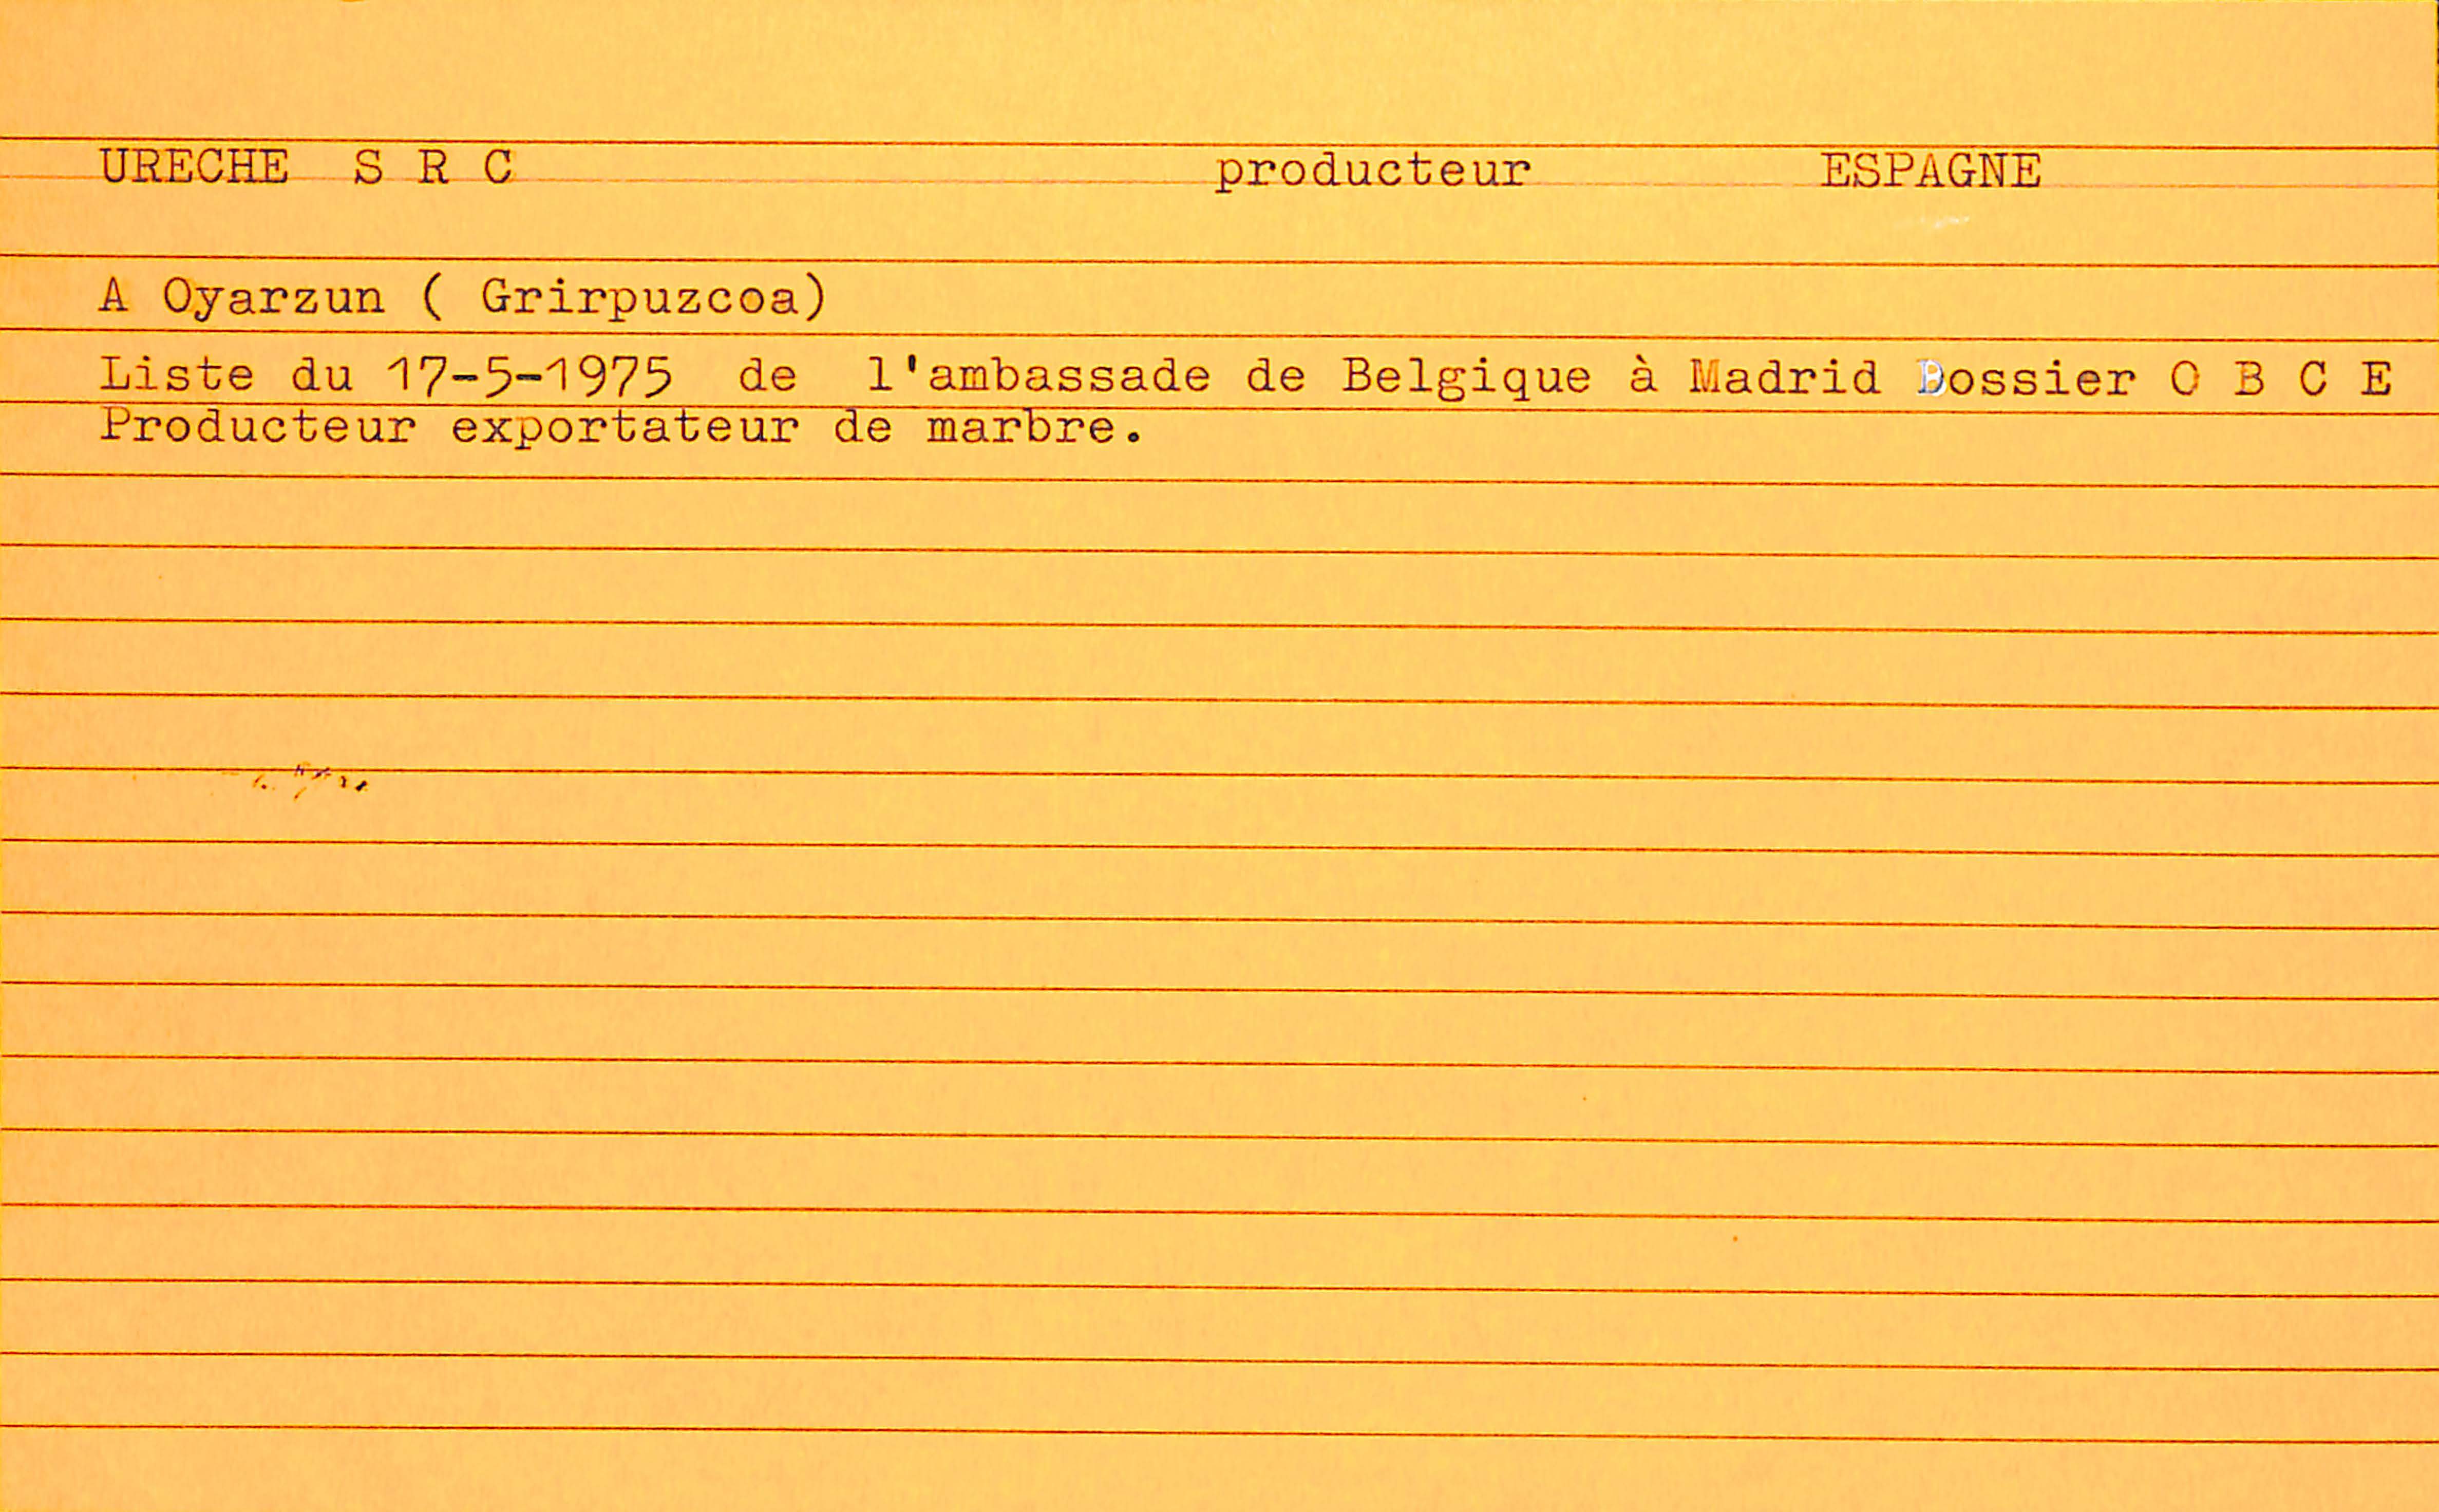 URECHE S R C producteur ESPAGNE
A Oyarzun ( Grirpuzcoa)
Liste du 17-5-1975 de l'ambassade de Belgique à Madrid Dossier O B C E
Producteur exportateur de marbre.